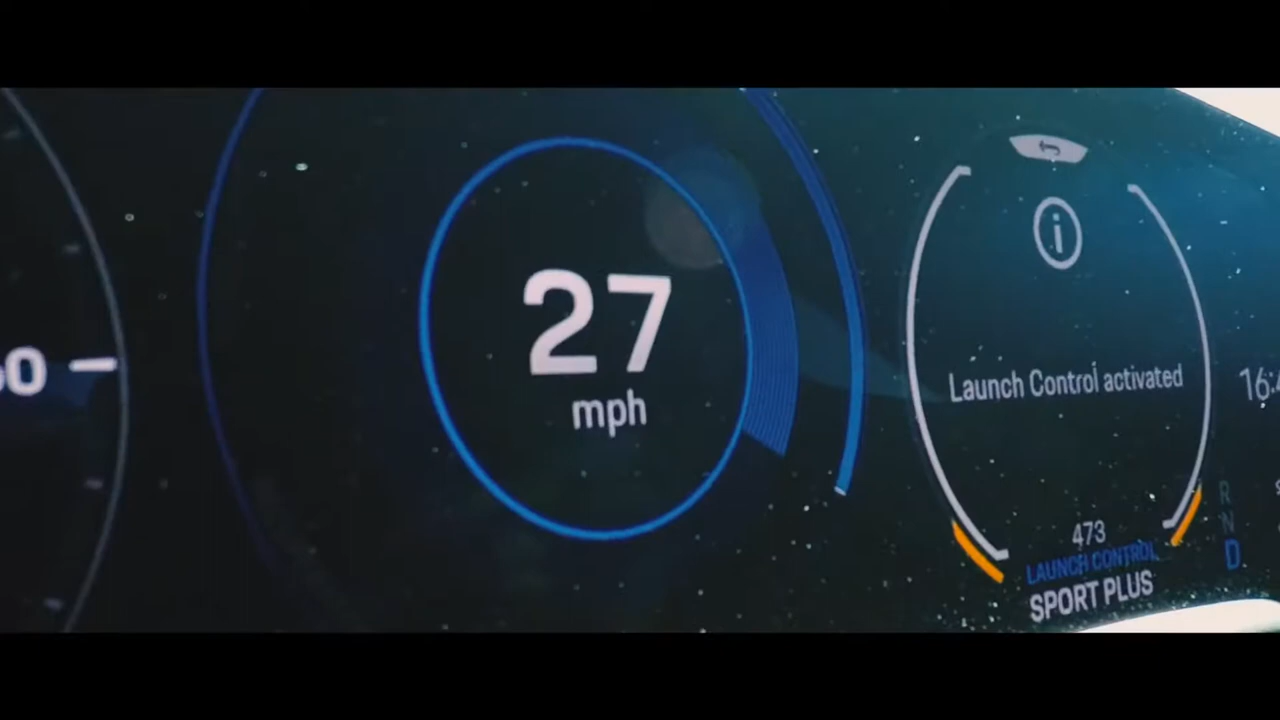 27
mph
Launch Control activated
473
LAUNCH CONTROL
SPORT PLUS
R
N
D